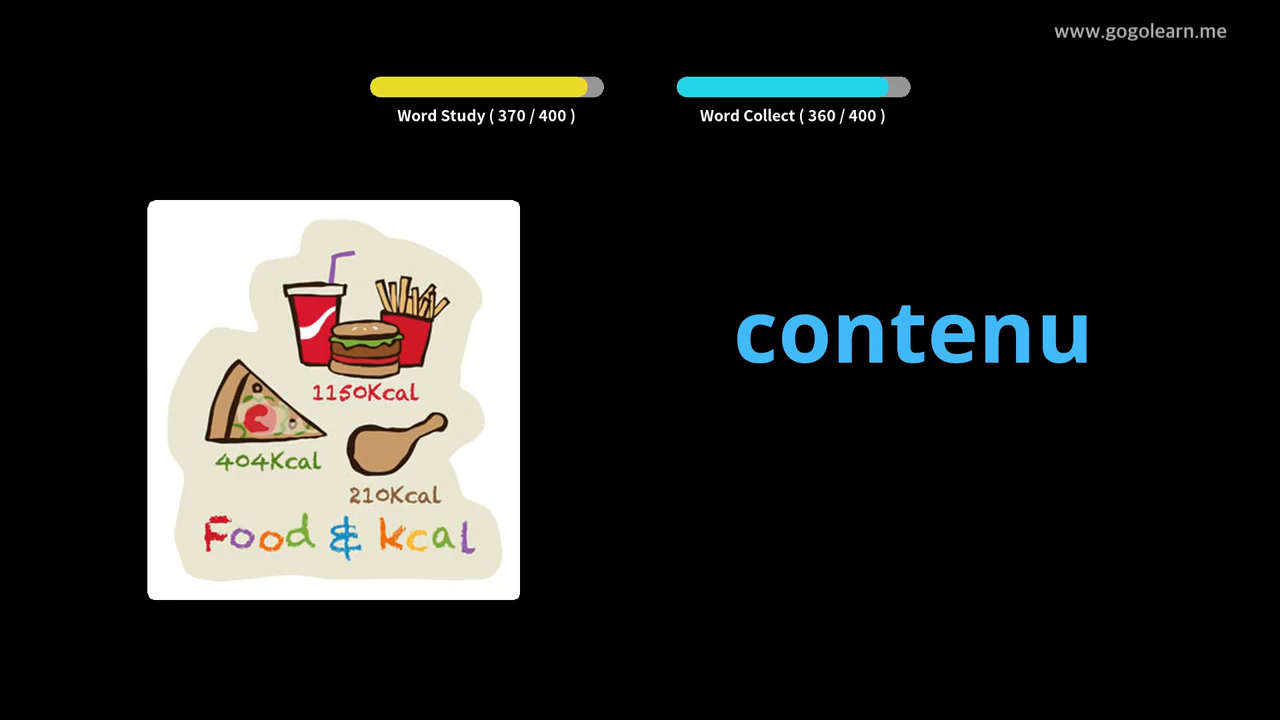 www.gogolearn.me
Word Study ( 370 / 400 )
Word Collect ( 360 / 400 )
1150Kcal
404Kcal
210Kcal
Food & kcal
contenu